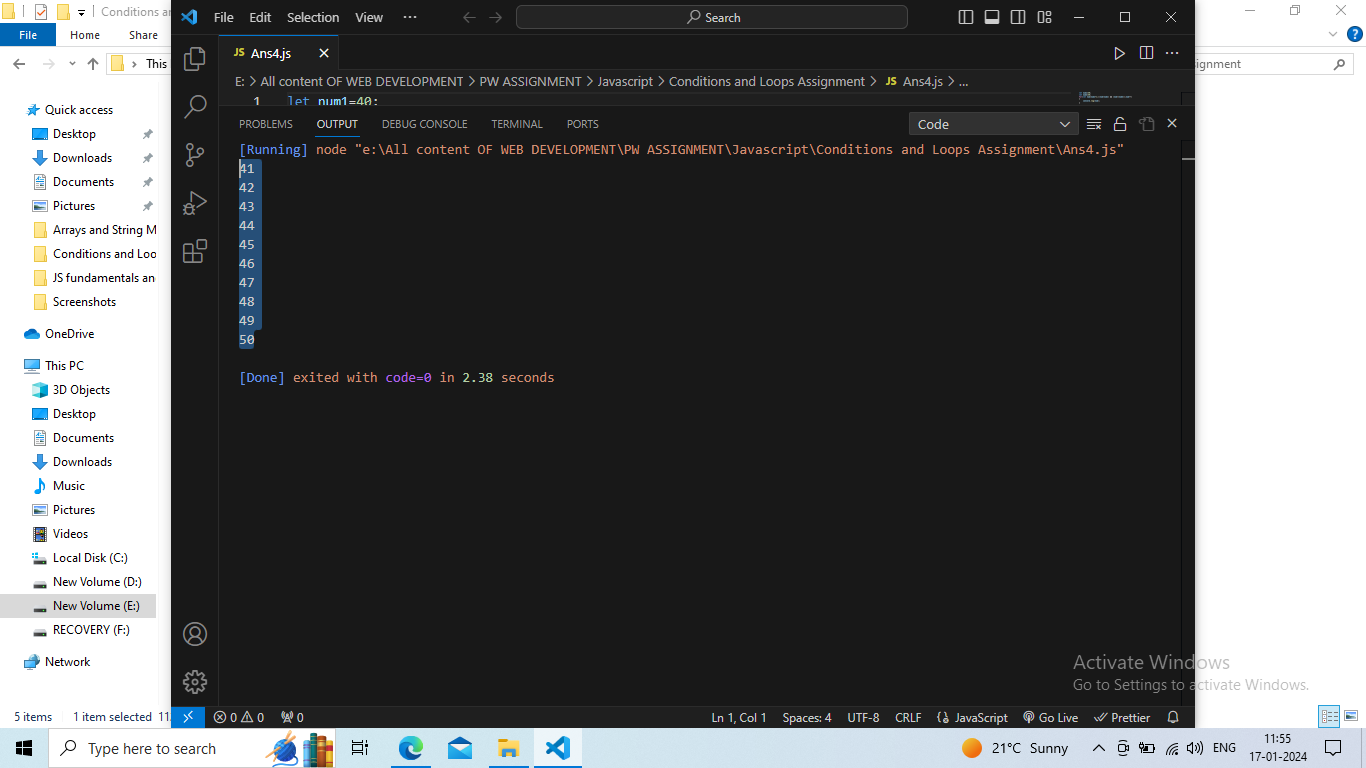 Conditions a
File Edit Selection View ··· Search
File Home Share
This
ignment
JS Ans4.js
E: > All content OF WEB DEVELOPMENT > PW ASSIGNMENT > Javascript > Conditions and Loops Assignment > JS Ans4.js > ...
1 let num1=40;
PROBLEMS OUTPUT DEBUG CONSOLE TERMINAL PORTS Code
[Running] node "e:\All content OF WEB DEVELOPMENT\PW ASSIGNMENT\Javascript\Conditions and Loops Assignment\Ans4.js"
41
42
43
44
45
46
47
48
49
50
[Done] exited with code=0 in 2.38 seconds
Quick access
Desktop
Downloads
Documents
Pictures
Arrays and String M
Conditions and Loo
JS fundamentals an
Screenshots
OneDrive
This PC
3D Objects
Desktop
Documents
Downloads
Music
Pictures
Videos
Local Disk (C:)
New Volume (D:)
New Volume (E:)
RECOVERY (F:)
Network
Activate Windows
Go to Settings to activate Windows.
5 items 1 item selected 11
0 0 0 Ln 1, Col 1 Spaces: 4 UTF-8 CRLF JavaScript Go Live Prettier
Type here to search 21°C Sunny ENG 11:55
17-01-2024